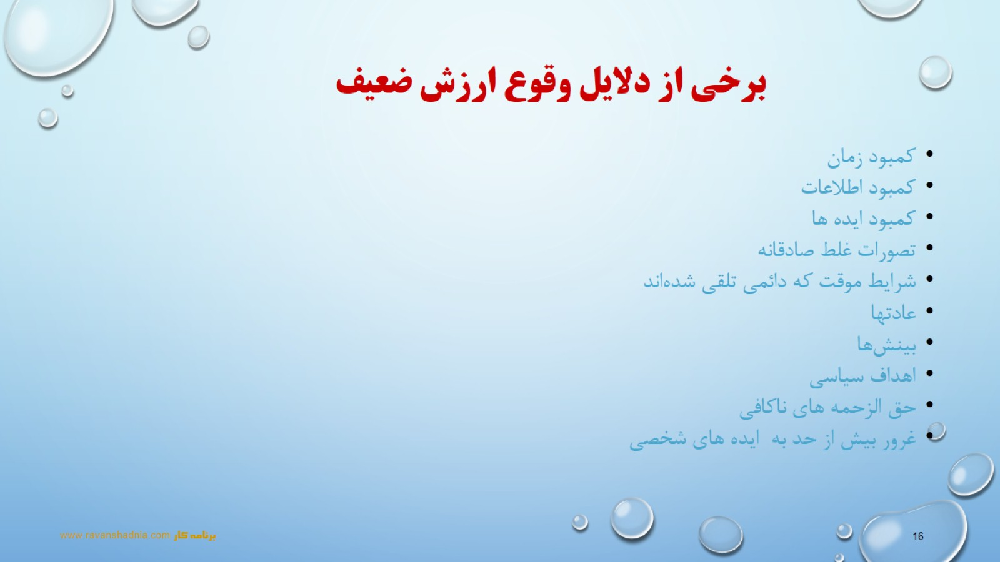 برخی از دلایل وقوع ارزش ضعیف
• کمبود زمان
• کمبود اطلاعات
• کمبود ایده ها
• تصورات غلط صادقانه
• شرایط موقت که دائمی تلقی شده‌اند
• عادتها
• بینش‌ها
• اهداف سیاسی
• حق الزحمه های ناکافی
• غرور بیش از حد به ایده های شخصی
برنامه کار www.ravanshadnia.com
16